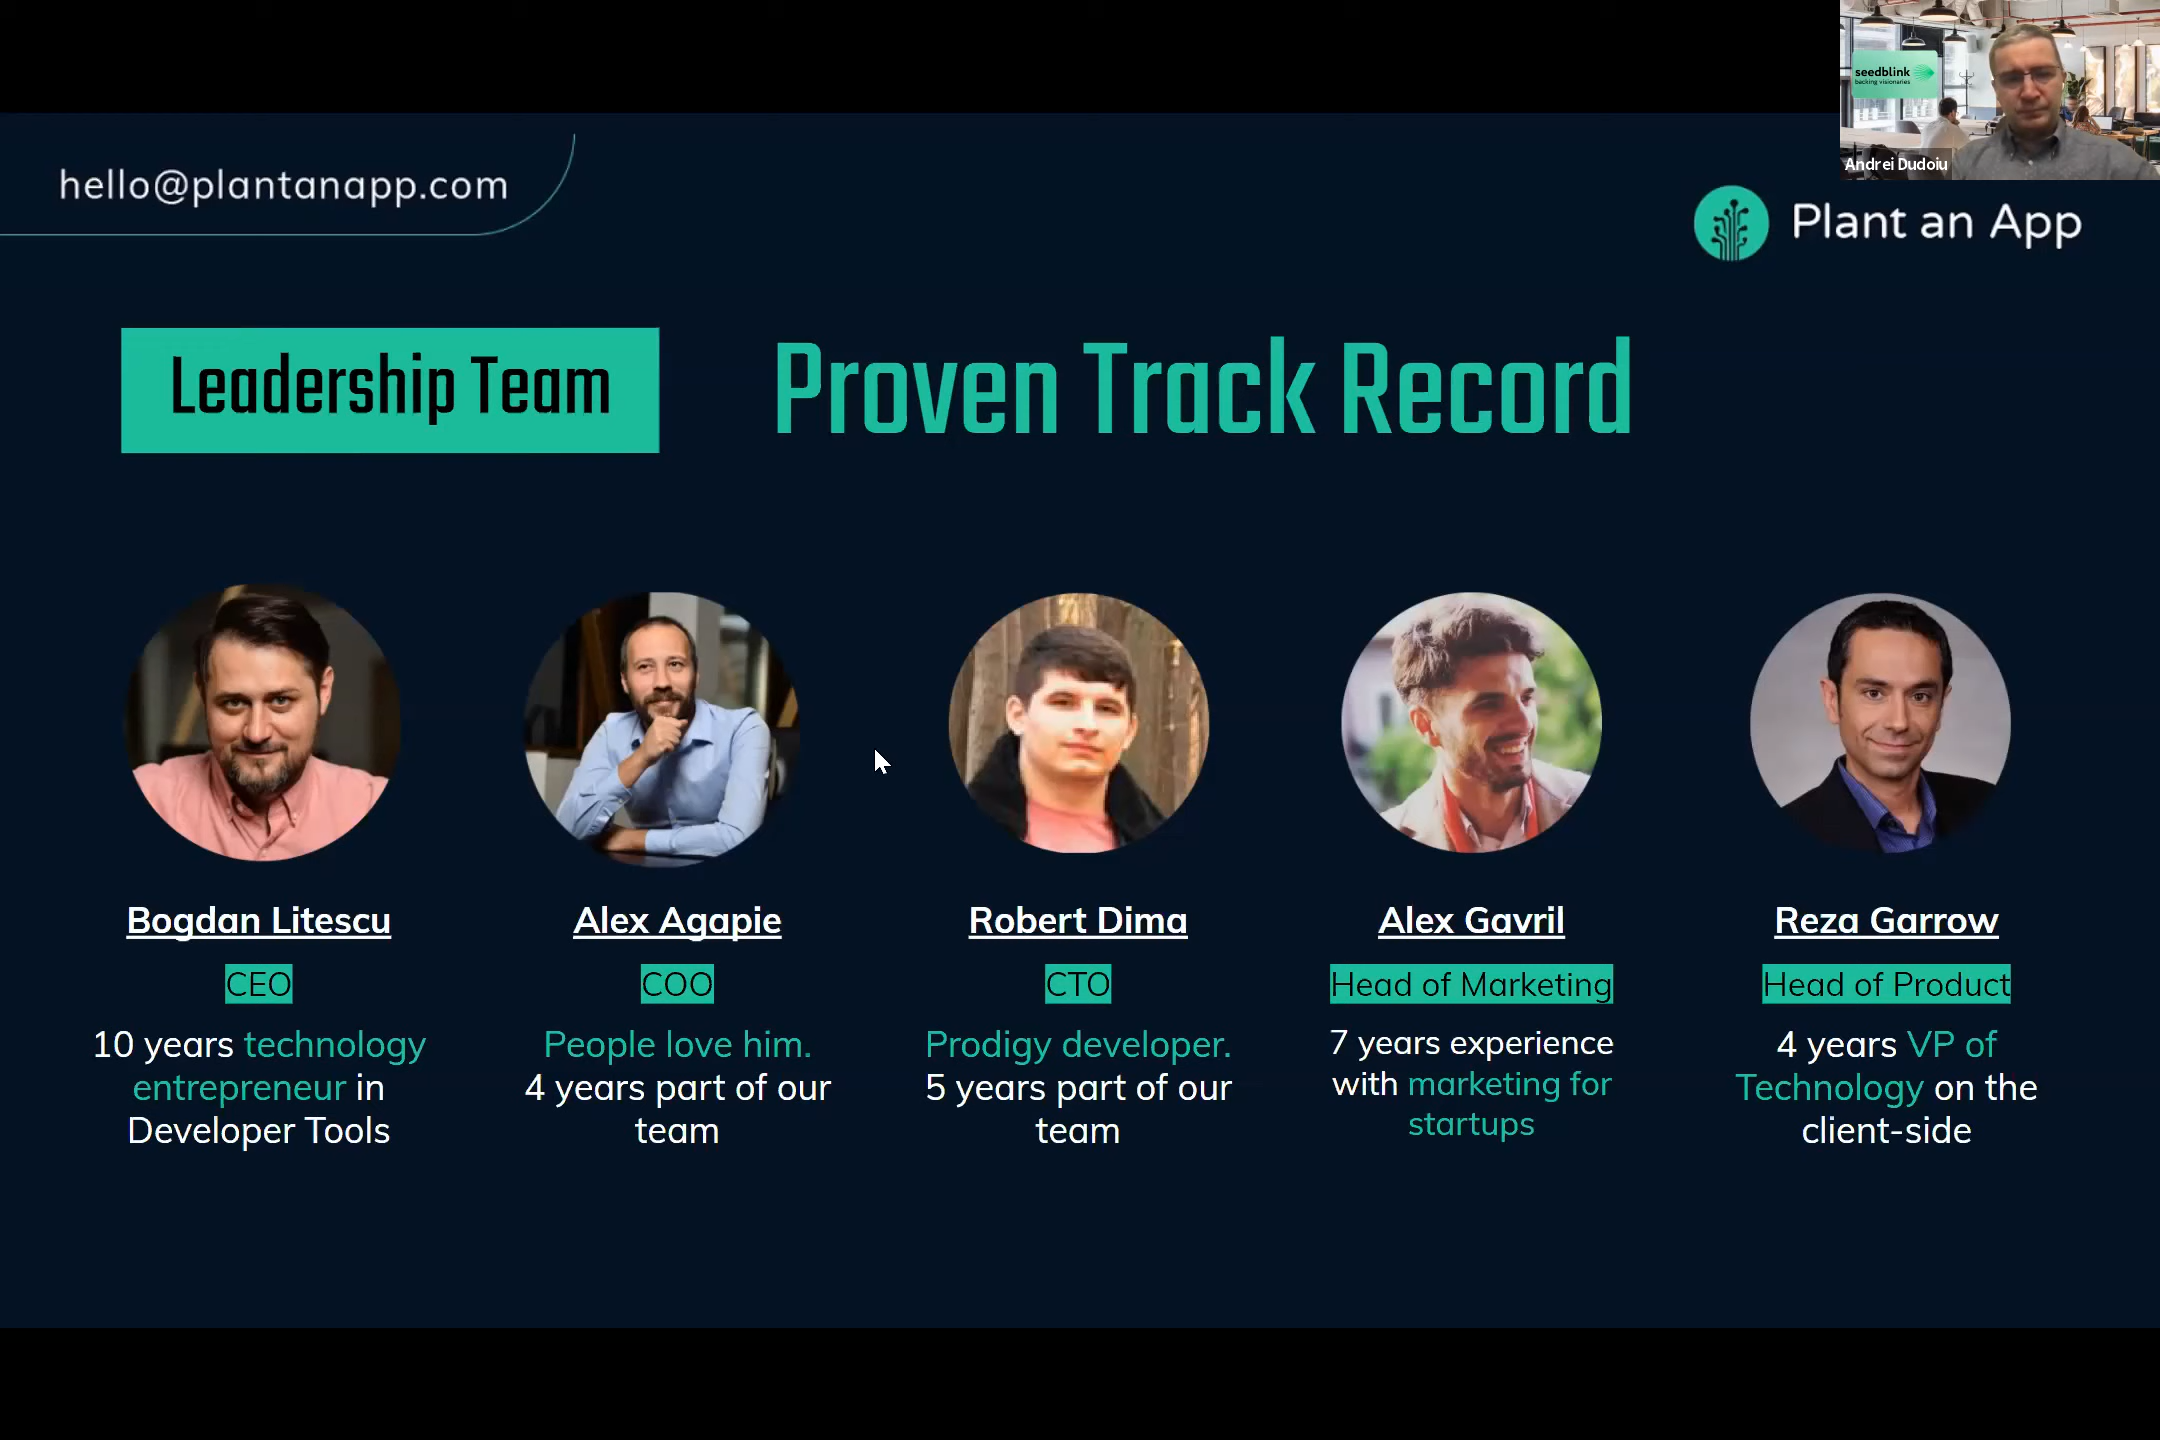 seedblink
backing visionaries
Andrei Dudoiu
hello@plantanapp.com
Plant an App
Leadership Team
Proven Track Record
Bogdan Litescu
CEO
10 years technology
entrepreneur in
Developer Tools
Alex Agapie
COO
People love him.
4 years part of our
team
Robert Dima
CTO
Prodigy developer.
5 years part of our
team
Alex Gavril
Head of Marketing
7 years experience
with marketing for
startups
Reza Garrow
Head of Product
4 years VP of
Technology on the
client-side